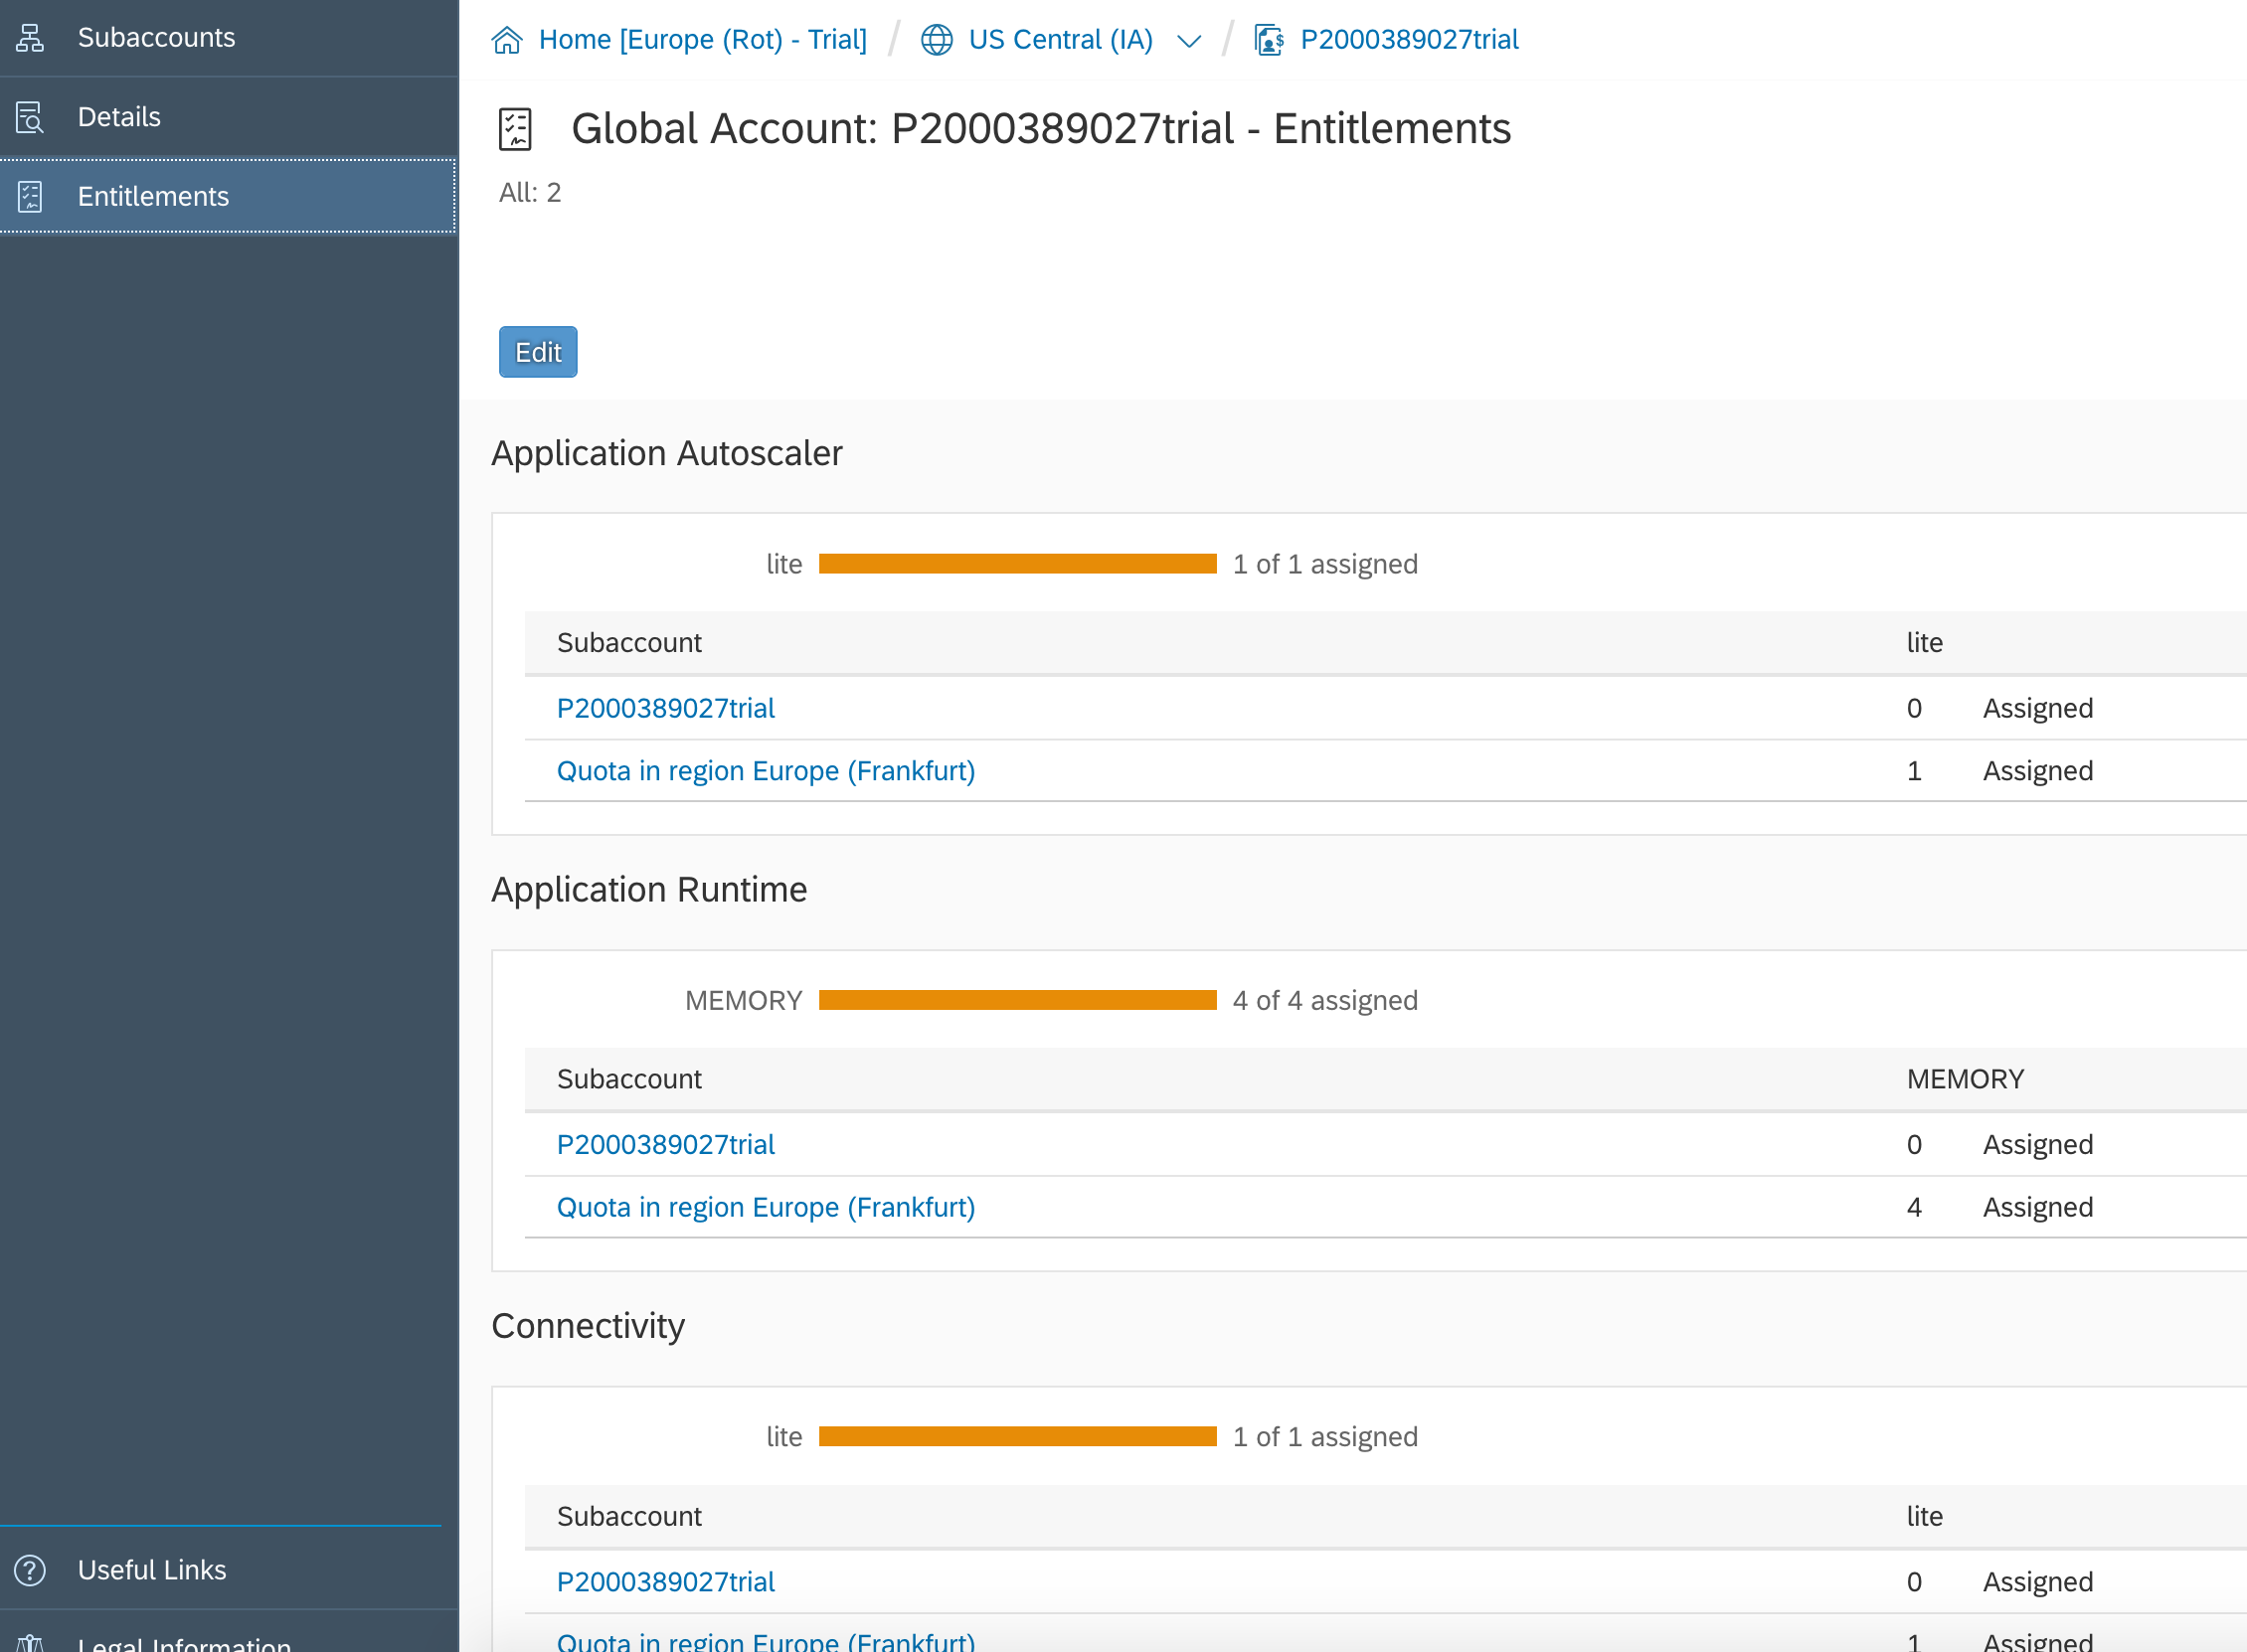 Subaccounts
Details
Entitlements
Useful Links
Legal Information
Home [Europe (Rot) - Trial] / US Central (IA) / P2000389027trial
Global Account: P2000389027trial - Entitlements
All: 2
Edit
Application Autoscaler
lite 1 of 1 assigned
Subaccount lite
P2000389027trial 0 Assigned
Quota in region Europe (Frankfurt) 1 Assigned
Application Runtime
MEMORY 4 of 4 assigned
Subaccount MEMORY
P2000389027trial 0 Assigned
Quota in region Europe (Frankfurt) 4 Assigned
Connectivity
lite 1 of 1 assigned
Subaccount lite
P2000389027trial 0 Assigned
Quota in region Europe (Frankfurt) 1 Assigned